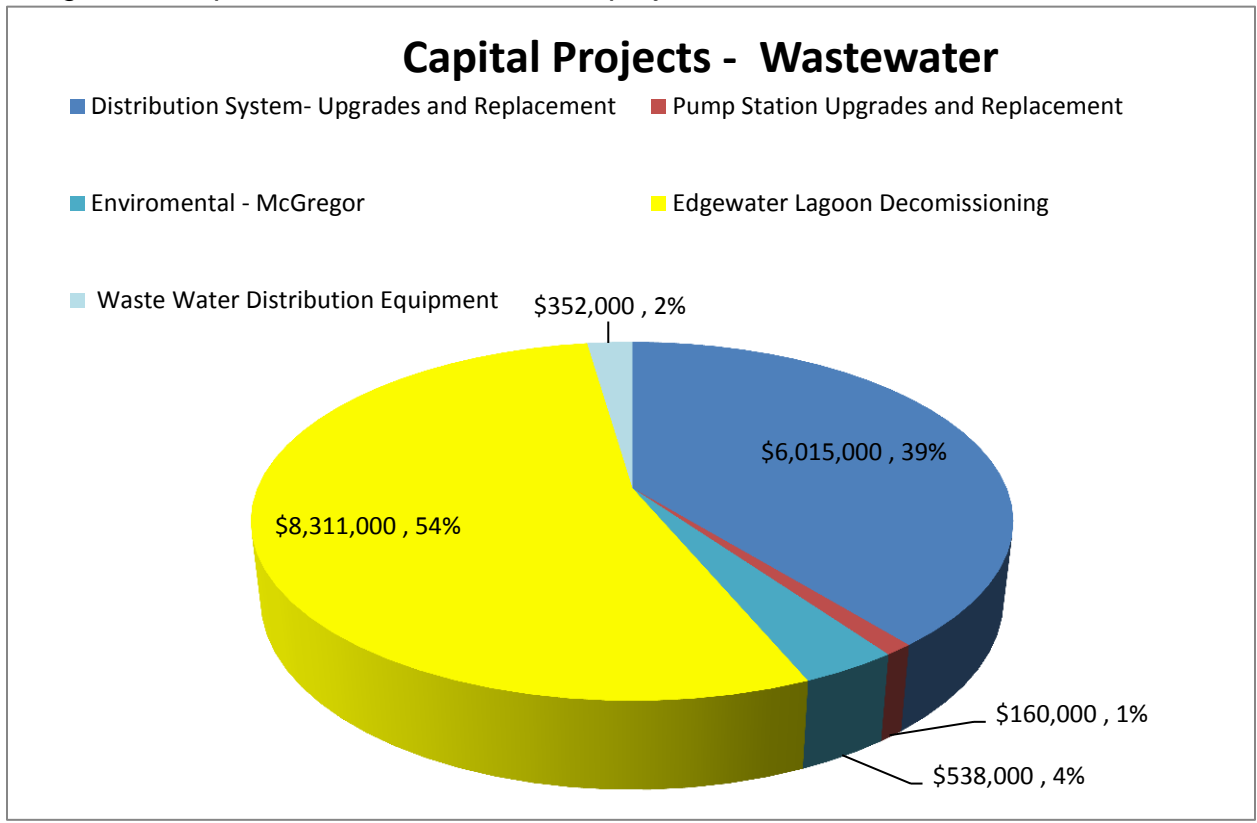 Capital Projects - Wastewater
Distribution System- Upgrades and Replacement
Pump Station Upgrades and Replacement
Enviromental - McGregor
Edgewater Lagoon Decomissioning
Waste Water Distribution Equipment
$352,000 , 2%
$6,015,000 , 39%
$8,311,000 , 54%
$160,000 , 1%
$538,000 , 4%